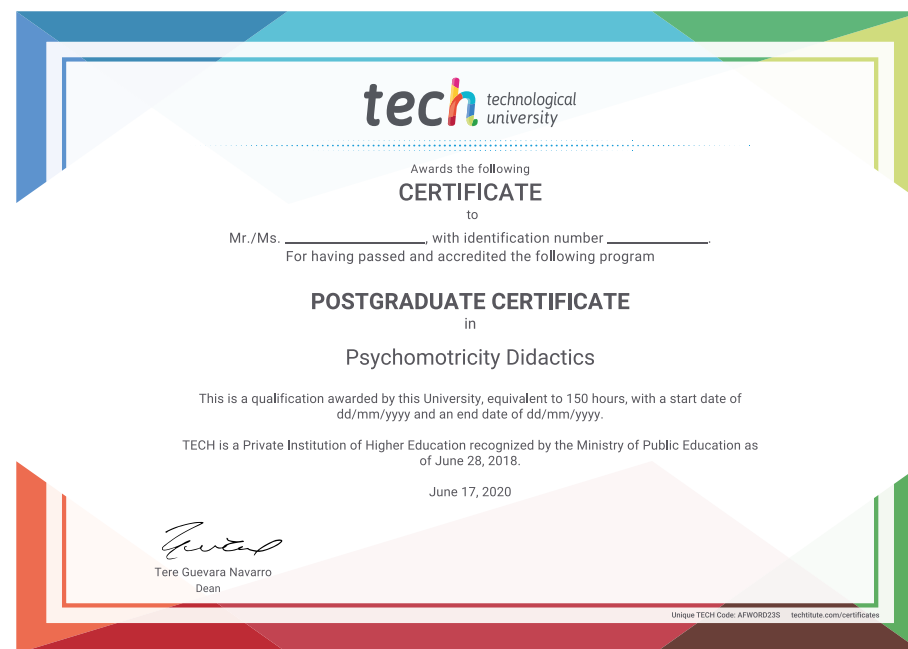 tech technological
university
Awards the following
CERTIFICATE
to
Mr./Ms. ____________________, with identification number ______________.
For having passed and accredited the following program
POSTGRADUATE CERTIFICATE
in
Psychomotricity Didactics
This is a qualification awarded by this University, equivalent to 150 hours, with a start date of
dd/mm/yyyy and an end date of dd/mm/yyyy.
TECH is a Private Institution of Higher Education recognized by the Ministry of Public Education as
of June 28, 2018.
June 17, 2020
Tere Guevara Navarro
Dean
Unique TECH Code: AFWORD23S techtitute.com/certificates